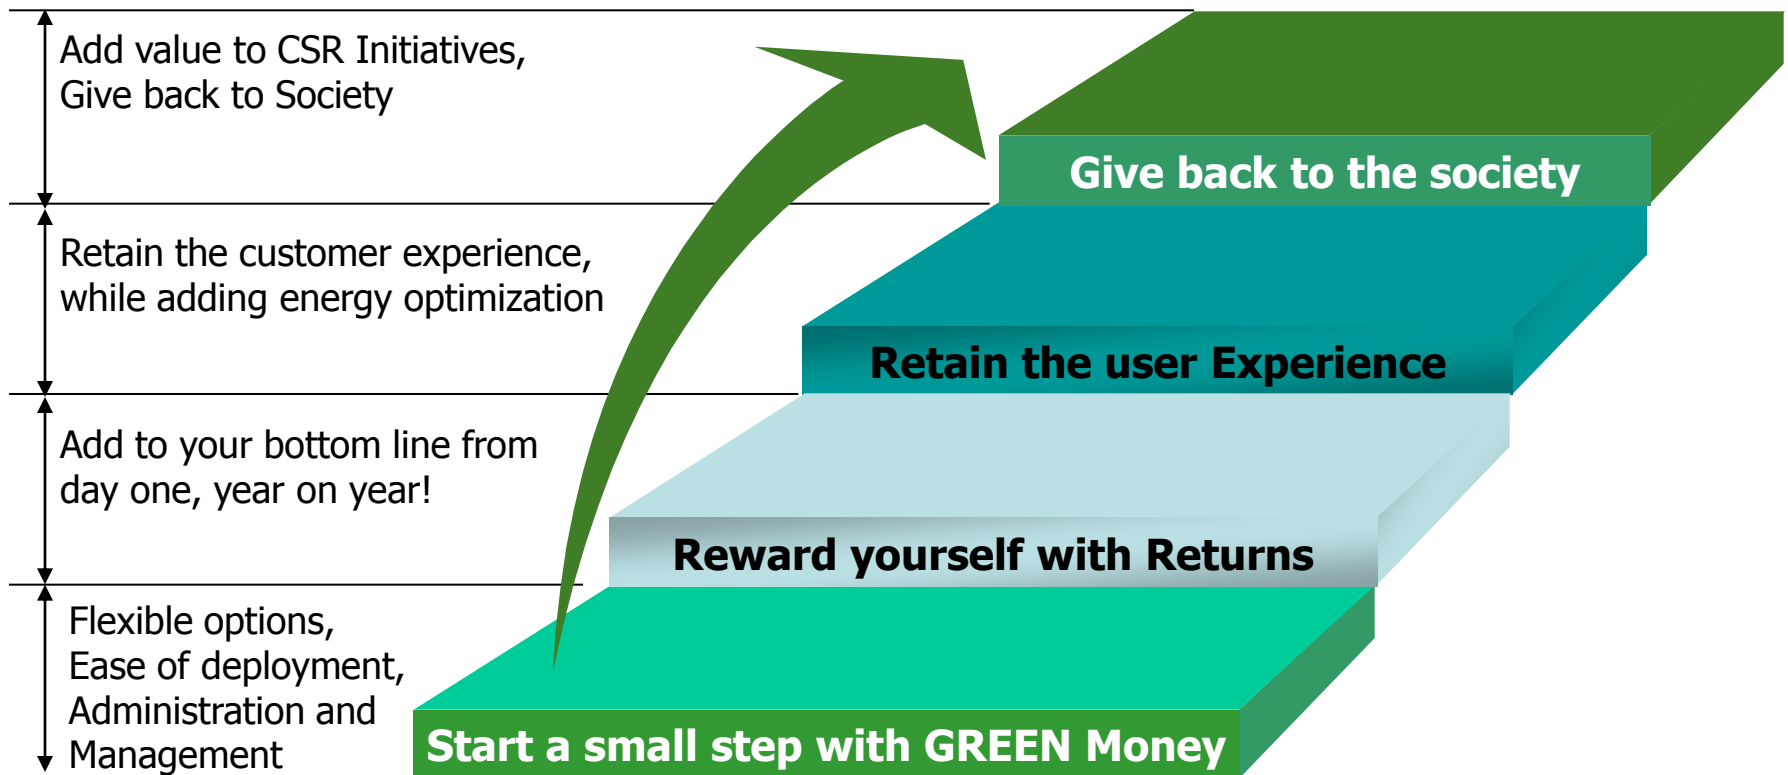 Add value to CSR Initiatives,
Give back to Society
Give back to the society
Retain the customer experience,
while adding energy optimization
Retain the user Experience
Add to your bottom line from
day one, year on year!
Reward yourself with Returns
Flexible options,
Ease of deployment,
Administration and
Management
Start a small step with GREEN Money